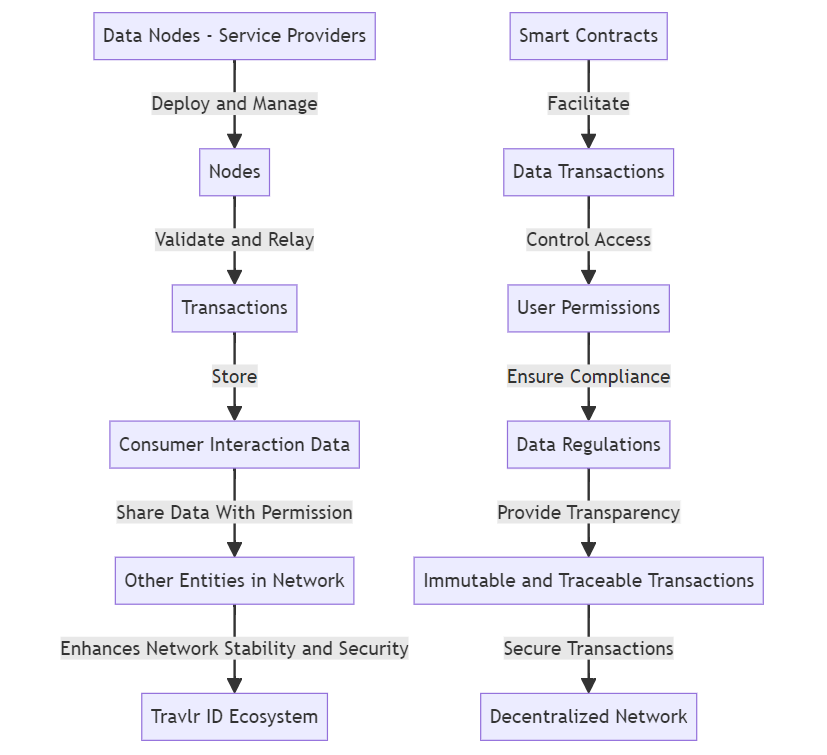 Data Nodes - Service Providers
Deploy and Manage
Nodes
Validate and Relay
Transactions
Store
Consumer Interaction Data
Share Data With Permission
Other Entities in Network
Enhances Network Stability and Security
Travlr ID Ecosystem
Smart Contracts
Facilitate
Data Transactions
Control Access
User Permissions
Ensure Compliance
Data Regulations
Provide Transparency
Immutable and Traceable Transactions
Secure Transactions
Decentralized Network